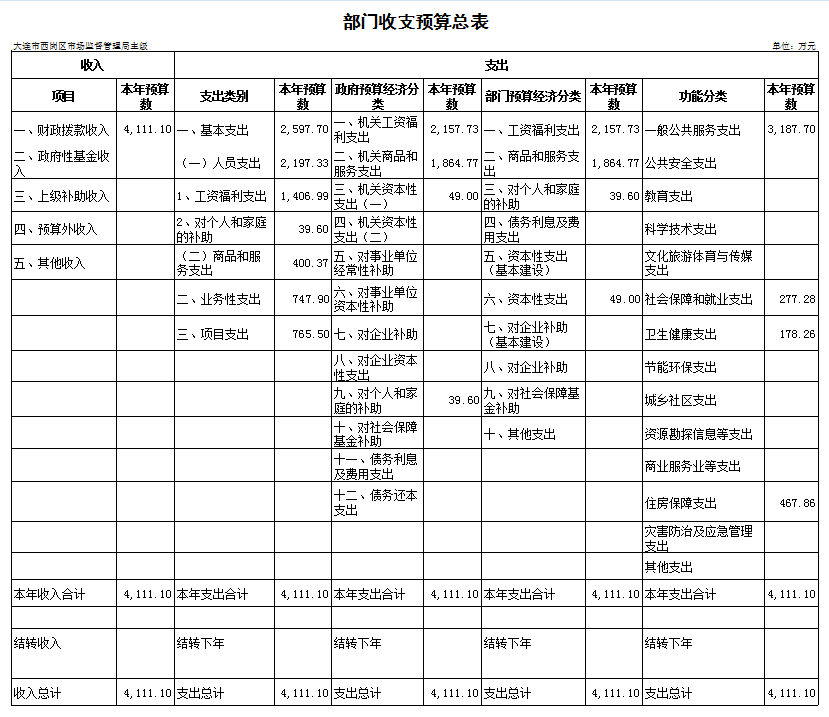 部门收支预算总表
大连市西岗区市场监督管理局主级 单位：万元
收入 支出
项目 本年预算数 支出类别 本年预算数 政府预算经济分类 本年预算数 部门预算经济分类 本年预算数 功能分类 本年预算数
一、财政拨款收入 4,111.10 一、基本支出 2,597.70 一、机关工资福利支出 2,157.73 一、工资福利支出 2,157.73 一般公共服务支出 3,187.70
二、政府性基金收入 （一）人员支出 2,197.33 二、机关商品和服务支出 1,864.77 二、商品和服务支出 1,864.77 公共安全支出
三、上级补助收入 1、工资福利支出 1,406.99 三、机关资本性支出（一） 49.00 三、对个人和家庭的补助 39.60 教育支出
四、预算外收入 2、对个人和家庭的补助 39.60 四、机关资本性支出（二） 四、债务利息及费用支出 科学技术支出
五、其他收入 （二）商品和服务支出 400.37 五、对事业单位经常性补助 五、资本性支出（基本建设） 文化旅游体育与传媒支出
二、业务性支出 747.90 六、对事业单位资本性补助 六、资本性支出 49.00 社会保障和就业支出 277.28
三、项目支出 765.50 七、对企业补助 七、对企业补助（基本建设） 卫生健康支出 178.26
八、对企业资本性支出 八、对企业补助 节能环保支出
九、对个人和家庭的补助 39.60 九、对社会保障基金补助 城乡社区支出
十、对社会保障基金补助 十、其他支出 资源勘探信息等支出
十一、债务利息及费用支出 商业服务业等支出
十二、债务还本支出 住房保障支出 467.86
灾害防治及应急管理支出
其他支出
本年收入合计 4,111.10 本年支出合计 4,111.10 本年支出合计 4,111.10 本年支出合计 4,111.10 本年支出合计 4,111.10
结转收入 结转下年 结转下年 结转下年 结转下年
收入总计 4,111.10 支出总计 4,111.10 支出总计 4,111.10 支出总计 4,111.10 支出总计 4,111.10